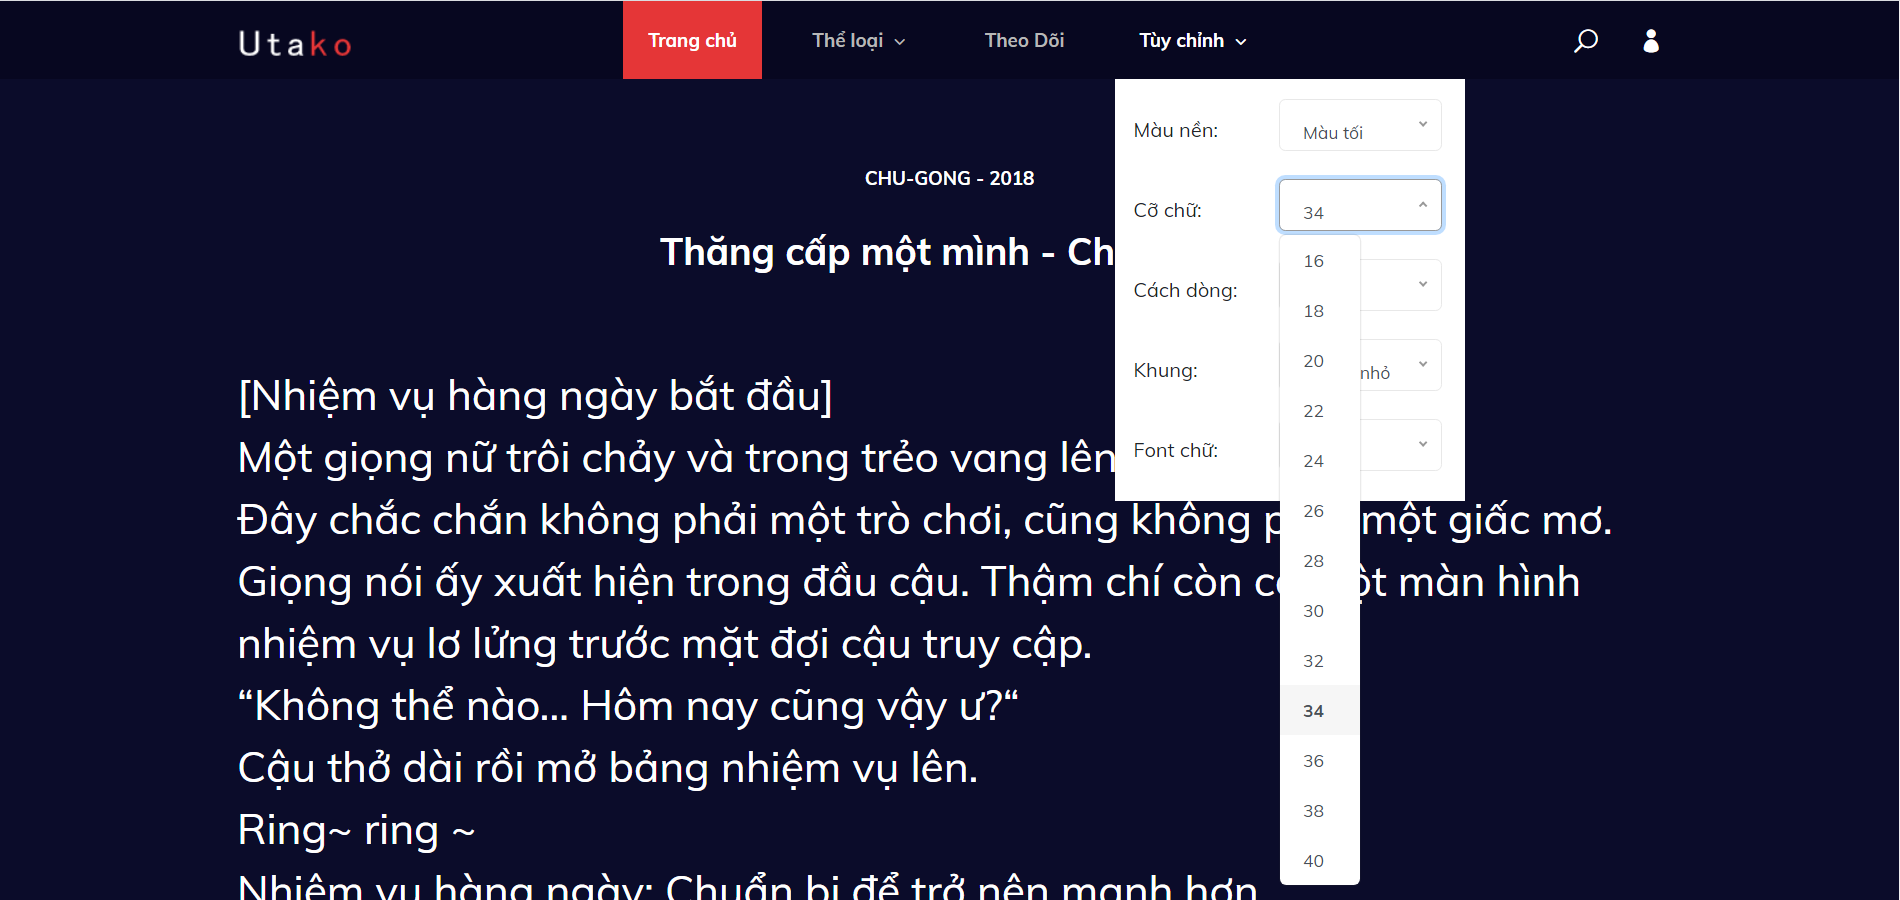 Utako
Trang chủ
Thể loại
Theo Dõi
Tùy chỉnh
Màu nền:
Màu tối
Cỡ chữ:
34
Cách dòng:
Khung:
nhỏ
Font chữ:
16
18
20
22
24
26
28
30
32
34
36
38
40
CHU-GONG - 2018
Thăng cấp một mình - Ch
[Nhiệm vụ hàng ngày bắt đầu]
Một giọng nữ trôi chảy và trong trẻo vang lên
Đây chắc chắn không phải một trò chơi, cũng không một giấc mơ.
Giọng nói ấy xuất hiện trong đầu cậu. Thậm chí còn màn hình
nhiệm vụ lơ lửng trước mặt đợi cậu truy cập.
“Không thể nào... Hôm nay cũng vậy ư?“
Cậu thở dài rồi mở bảng nhiệm vụ lên.
Ring~ ring ~
Nhiệm vụ hàng ngày: Chuẩn bị để trở nên mạnh hơn